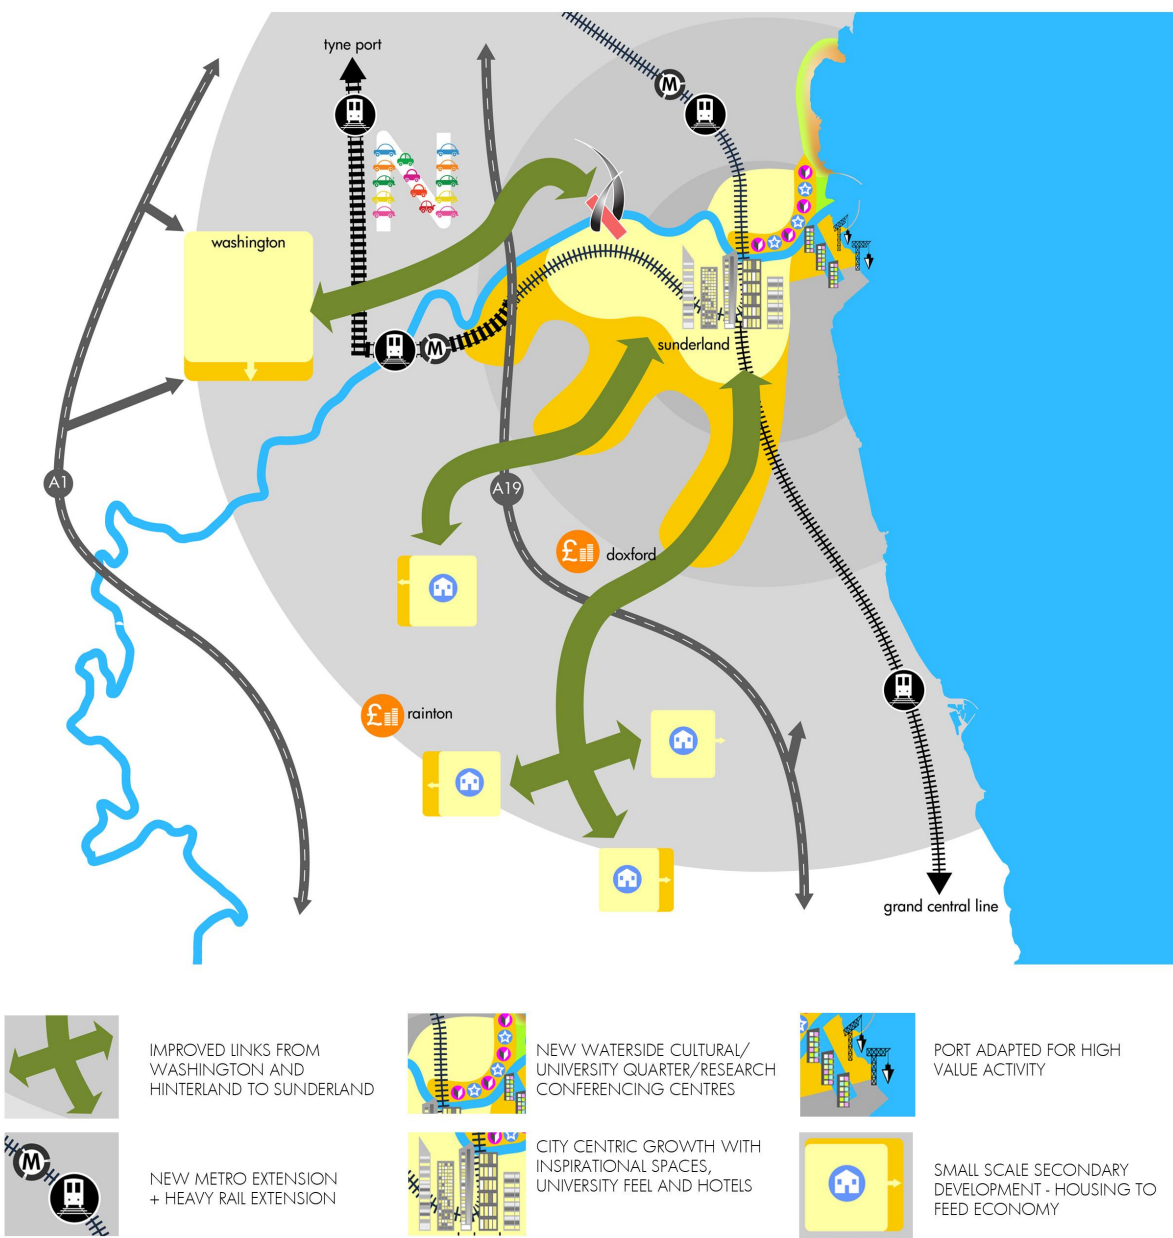 tyne port
M
washington
M
sunderland
A1
A19
£
doxford
£
rainton
grand central line
IMPROVED LINKS FROM
WASHINGTON AND
HINTERLAND TO SUNDERLAND
NEW WATERSIDE CULTURAL/
UNIVERSITY QUARTER/RESEARCH
CONFERENCING CENTRES
PORT ADAPTED FOR HIGH
VALUE ACTIVITY
M
NEW METRO EXTENSION
+ HEAVY RAIL EXTENSION
CITY CENTRIC GROWTH WITH
INSPIRATIONAL SPACES,
UNIVERSITY FEEL AND HOTELS
SMALL SCALE SECONDARY
DEVELOPMENT - HOUSING TO
FEED ECONOMY